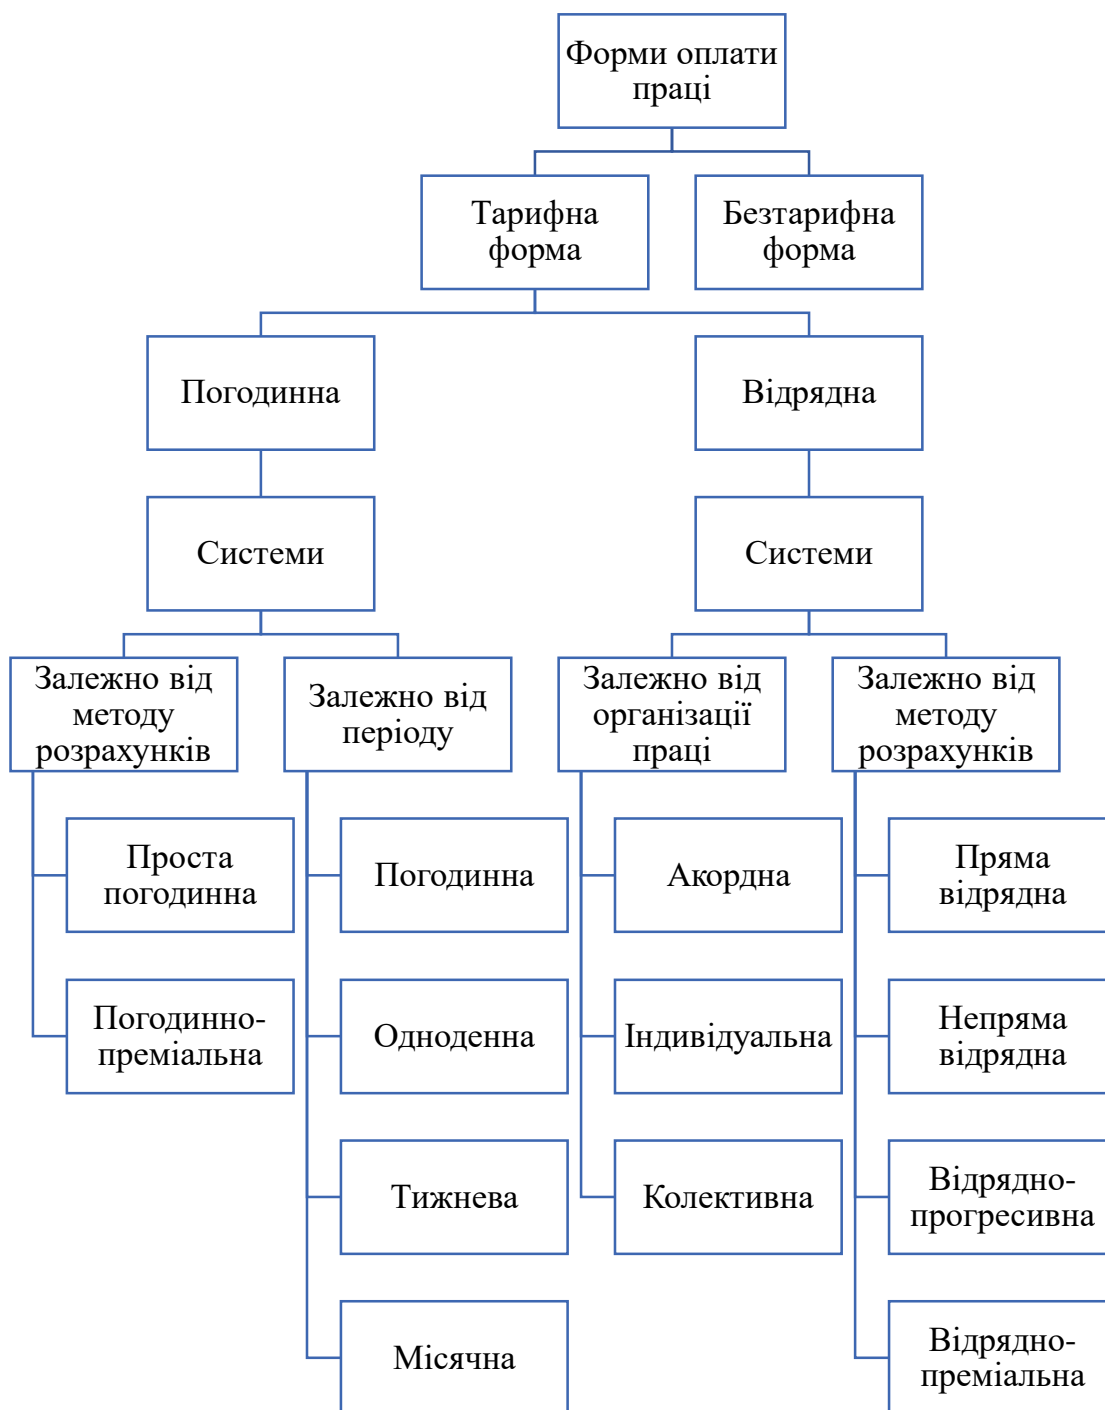 Форми оплати
праці
Тарифна
форма
Безтарифна
форма
Погодинна
Відрядна
Системи
Системи
Залежно від
методу
розрахунків
Залежно від
періоду
Залежно від
організації
праці
Залежно від
методу
розрахунків
Проста
погодинна
Погодинна
Акордна
Пряма
відрядна
Погодинно-
преміальна
Одноденна
Індивідуальна
Непряма
відрядна
Тижнева
Колективна
Відрядно-
прогресивна
Місячна
Відрядно-
преміальна